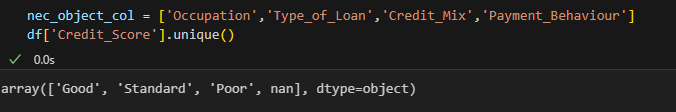 nec_object_col = ['Occupation','Type_of_Loan','Credit_Mix','Payment_Behaviour']
df['Credit_Score'].unique()
0.0s
array(['Good', 'Standard', 'Poor', nan], dtype=object)